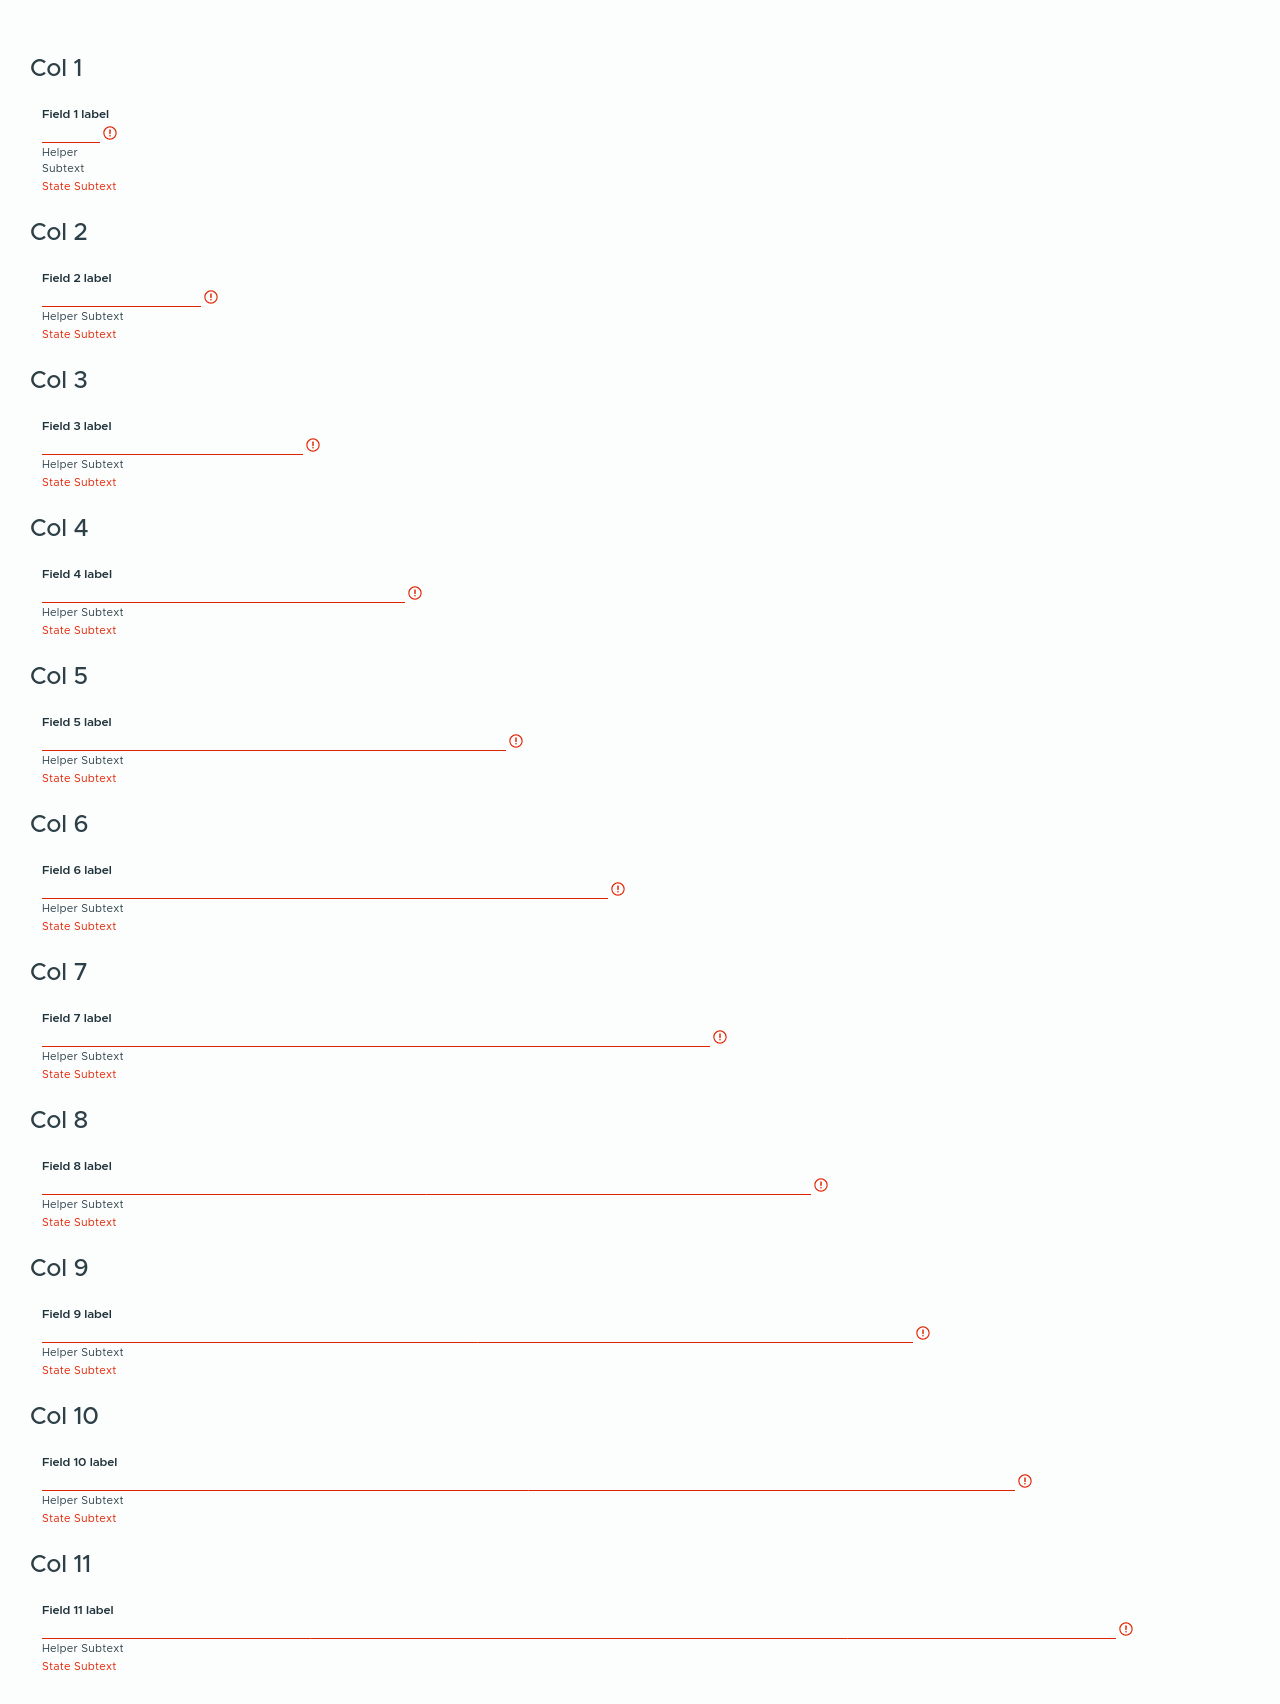 Col 1
Field 1 label
Helper
Subtext
State Subtext
Col 2
Field 2 label
Helper Subtext
State Subtext
Col 3
Field 3 label
Helper Subtext
State Subtext
Col 4
Field 4 label
Helper Subtext
State Subtext
Col 5
Field 5 label
Helper Subtext
State Subtext
Col 6
Field 6 label
Helper Subtext
State Subtext
Col 7
Field 7 label
Helper Subtext
State Subtext
Col 8
Field 8 label
Helper Subtext
State Subtext
Col 9
Field 9 label
Helper Subtext
State Subtext
Col 10
Field 10 label
Helper Subtext
State Subtext
Col 11
Field 11 label
Helper Subtext
State Subtext